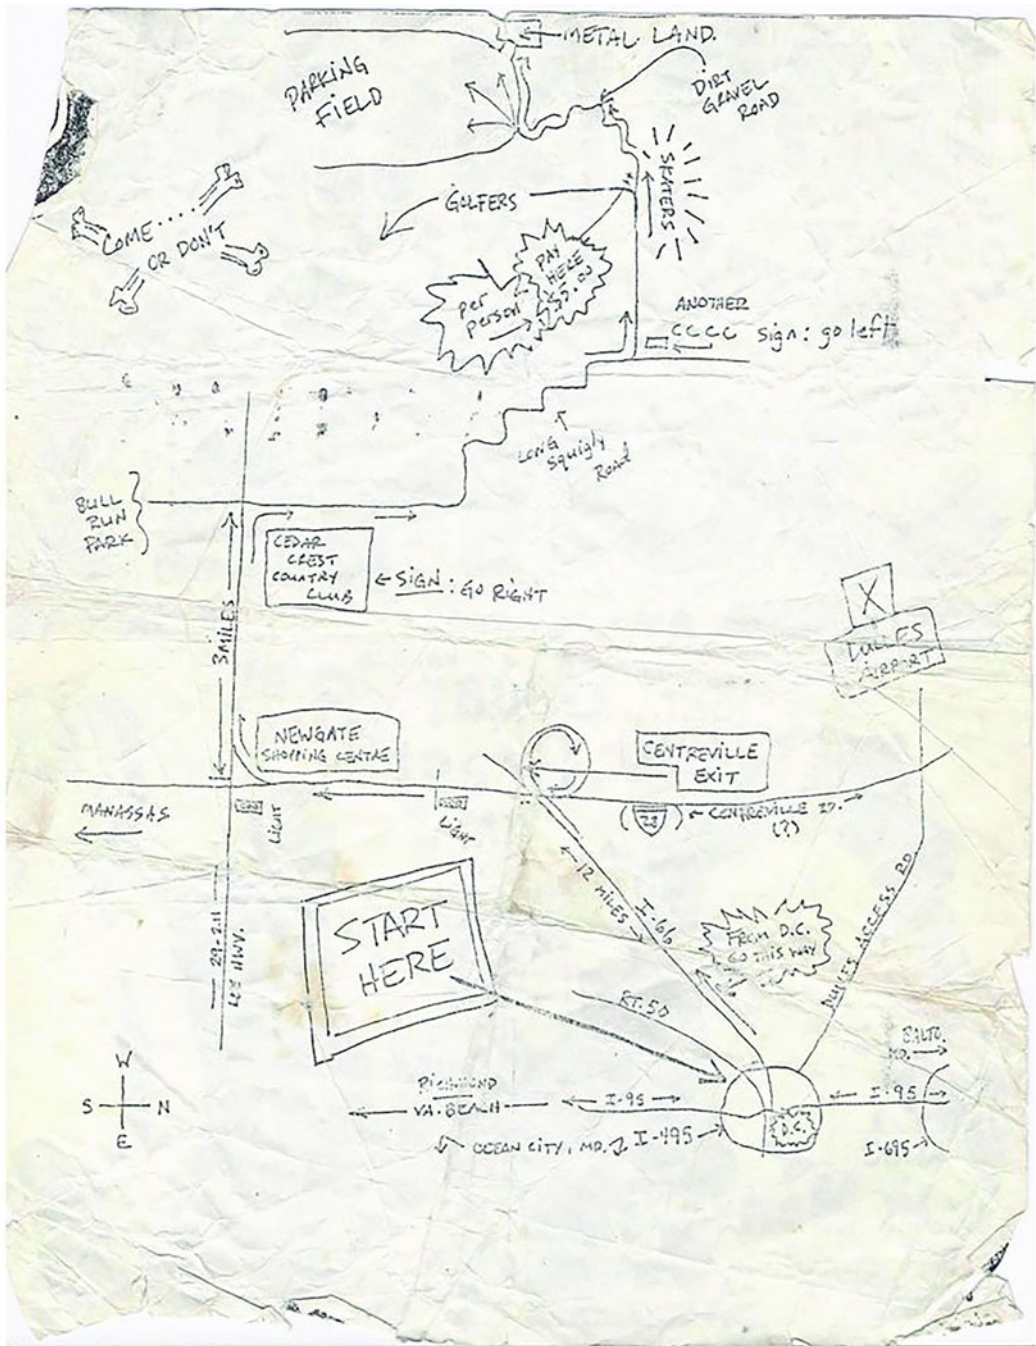 METAL LAND.
PARKING
FIELD
DIRT
GRAVEL
ROAD
SKATERS
GOLFERS
COME ....
OR DON'T
PAY
HERE
$5.00
per
person
ANOTHER
CCCC sign: go left
LONG
Squigly
Road
BULL
RUN
PARK
CEDAR
CREST
COUNTRY
CLUB
SIGN: GO RIGHT
3 MILES
X
DULLES
AIRPORT
NEWGATE
SHOPPING CENTRE
CENTREVILLE
EXIT
MANASSAS
LIGHT
LIGHT
(28) CENTREVILLE RD.
(?)
12 MILES
I-66
START
HERE
FROM D.C.
GO THIS WAY
DULLES ACCESS RD
29-211
LEE HWY.
RT. 50
BALTO.
MD.
W
S N
E
RICHMOND
VA. BEACH
I-95
I-95
D.C.
OCEAN CITY, MD.
I-495
I-695